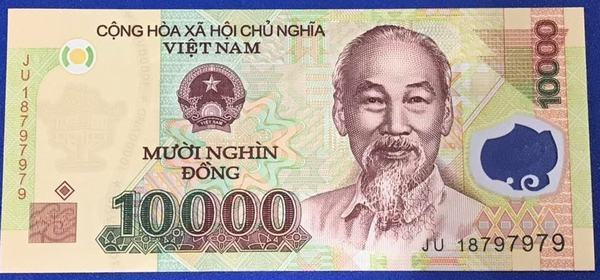 CỘNG HÒA XÃ HỘI CHỦ NGHĨA
VIỆT NAM
JU 18797979
10000
MƯỜI NGHÌN
ĐỒNG
10000
JU 18797979